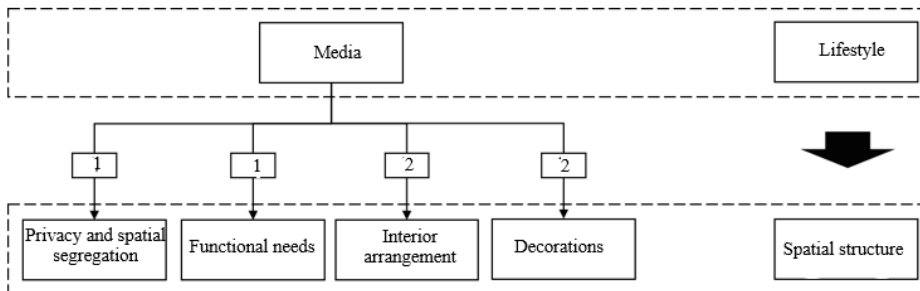 Media
Lifestyle
1
1
2
2
Privacy and spatial
segregation
Functional needs
Interior
arrangement
Decorations
Spatial structure